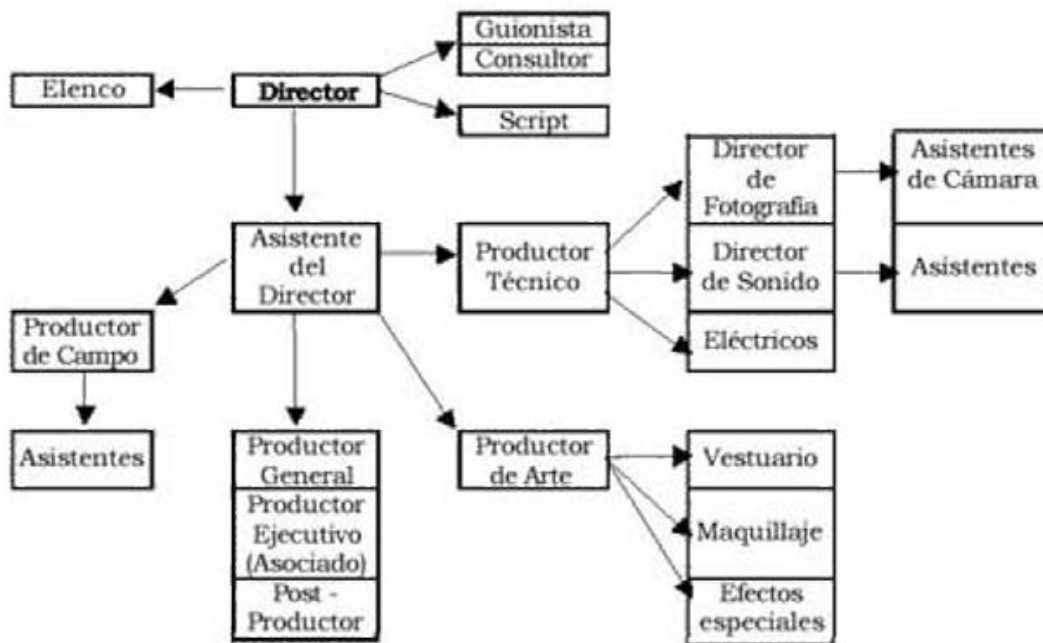 Guionista
Consultor
Elenco
Director
Script
Director
de
Fotografía
Asistentes
de Cámara
Asistente
del
Director
Productor
Técnico
Director
de Sonido
Asistentes
Productor
de Campo
Eléctricos
Asistentes
Productor
General
Productor
Ejecutivo
(Asociado)
Post -
Productor
Productor
de Arte
Vestuario
Maquillaje
Efectos
especiales